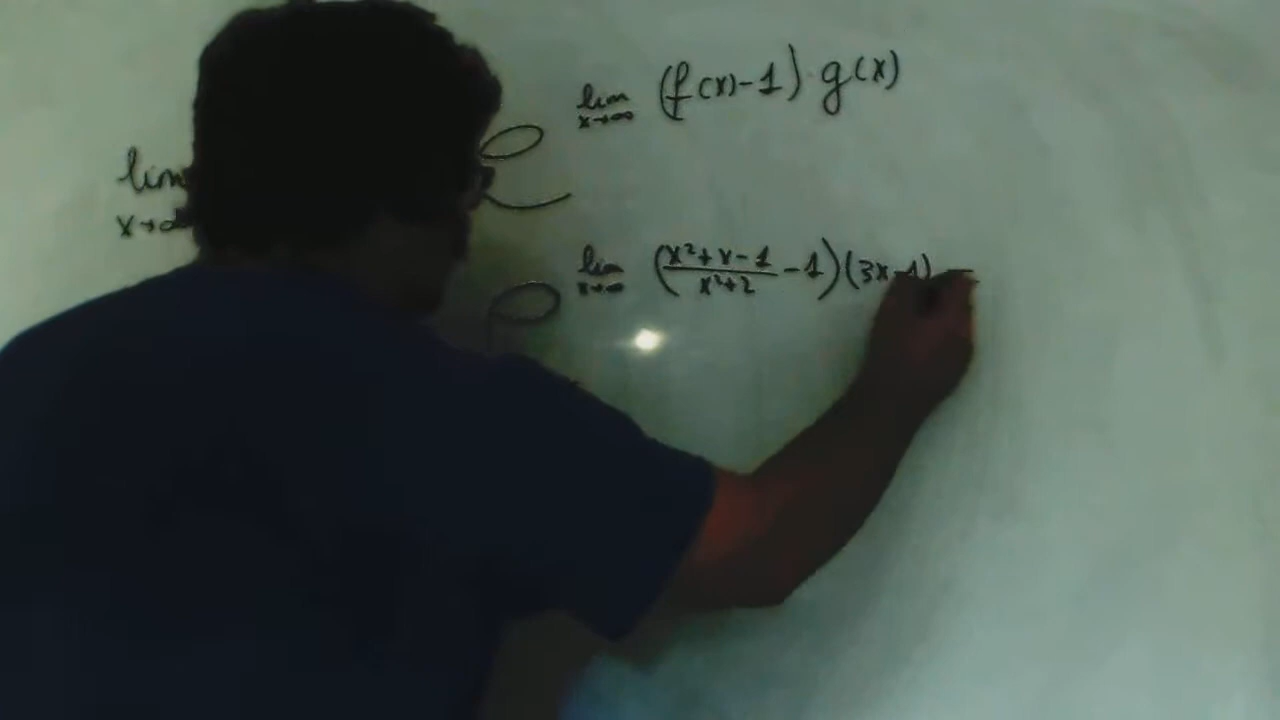 lim (f(x)-1) g(x)
x→∞
lim
x→∞
lim (x²+x-1/x²+2 -1)(3x-1) =
x→∞
e
e